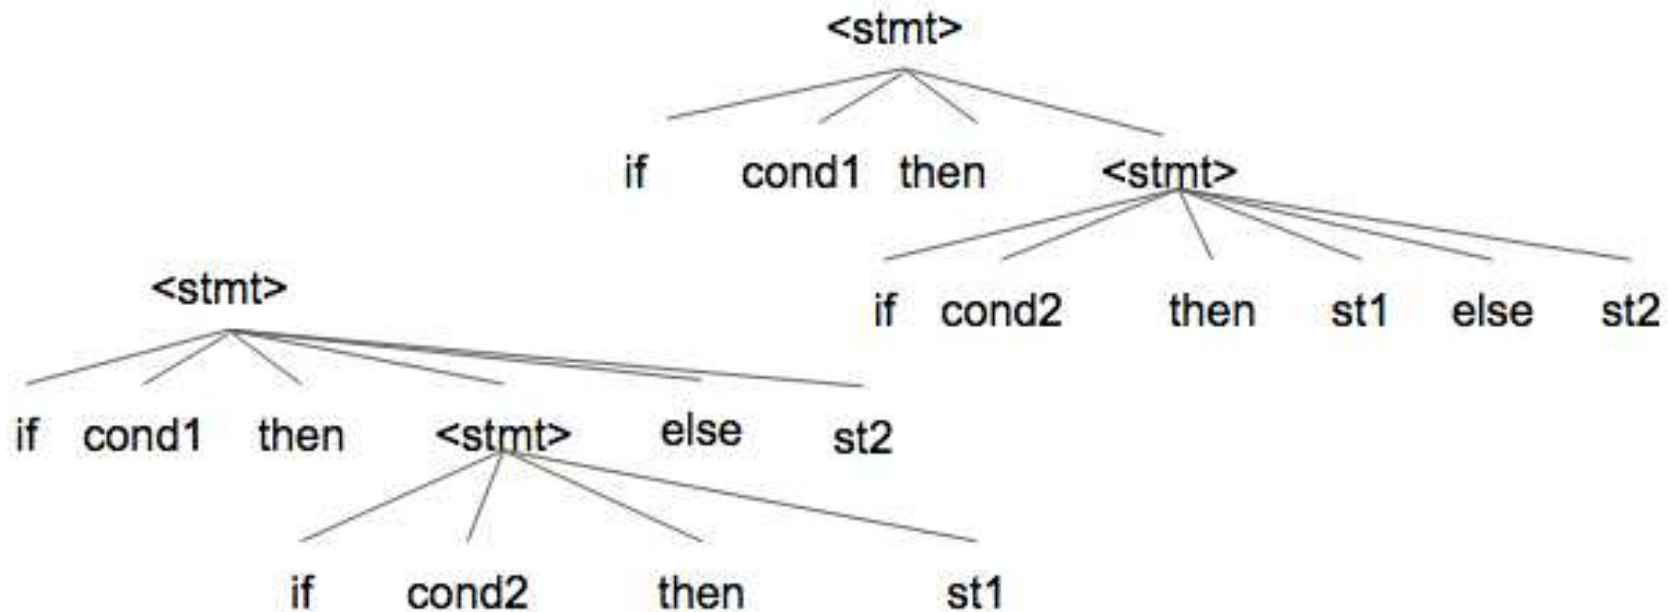 <stmt>
if cond1 then <stmt>
if cond2 then st1 else st2
<stmt>
if cond1 then <stmt> else st2
if cond2 then st1